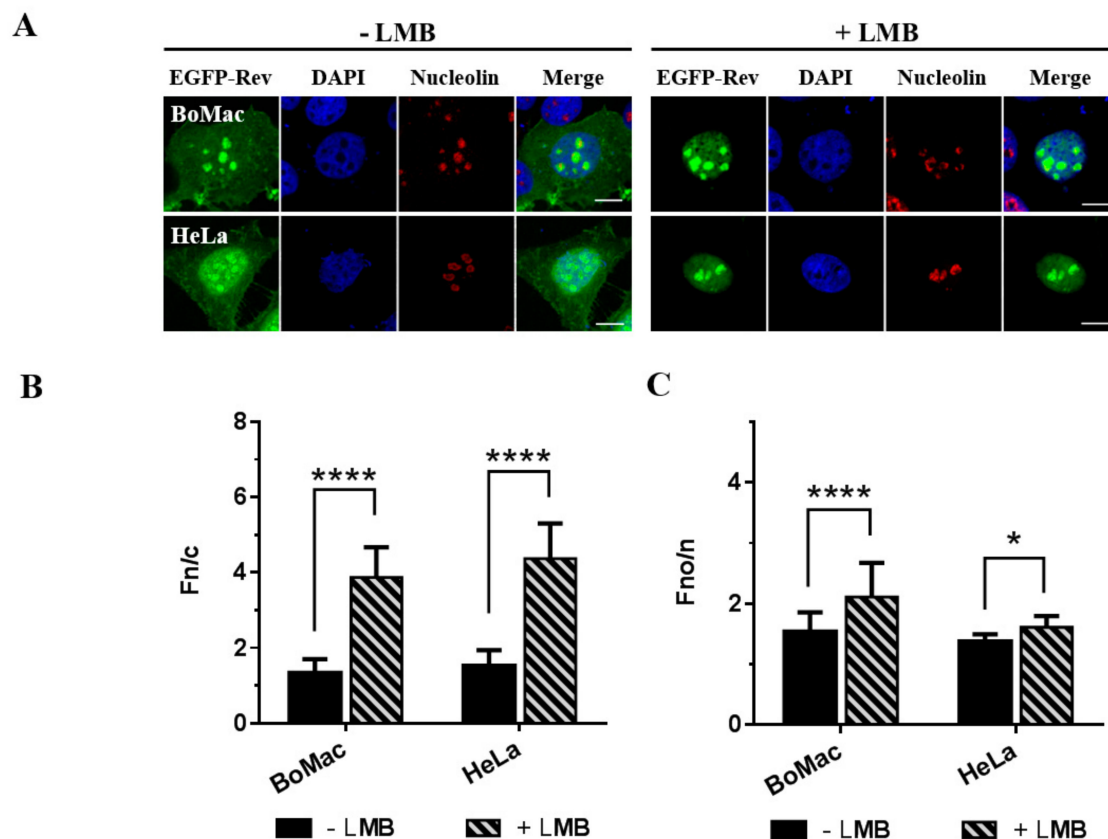 A
- LMB
+ LMB
EGFP-Rev DAPI Nucleolin Merge
EGFP-Rev DAPI Nucleolin Merge
BoMac
HeLa
B
Fn/c
8
6
4
2
0
****
****
BoMac
HeLa
- LMB
+ LMB
C
Fno/n
4
2
0
****
*
BoMac
HeLa
- LMB
+ LMB